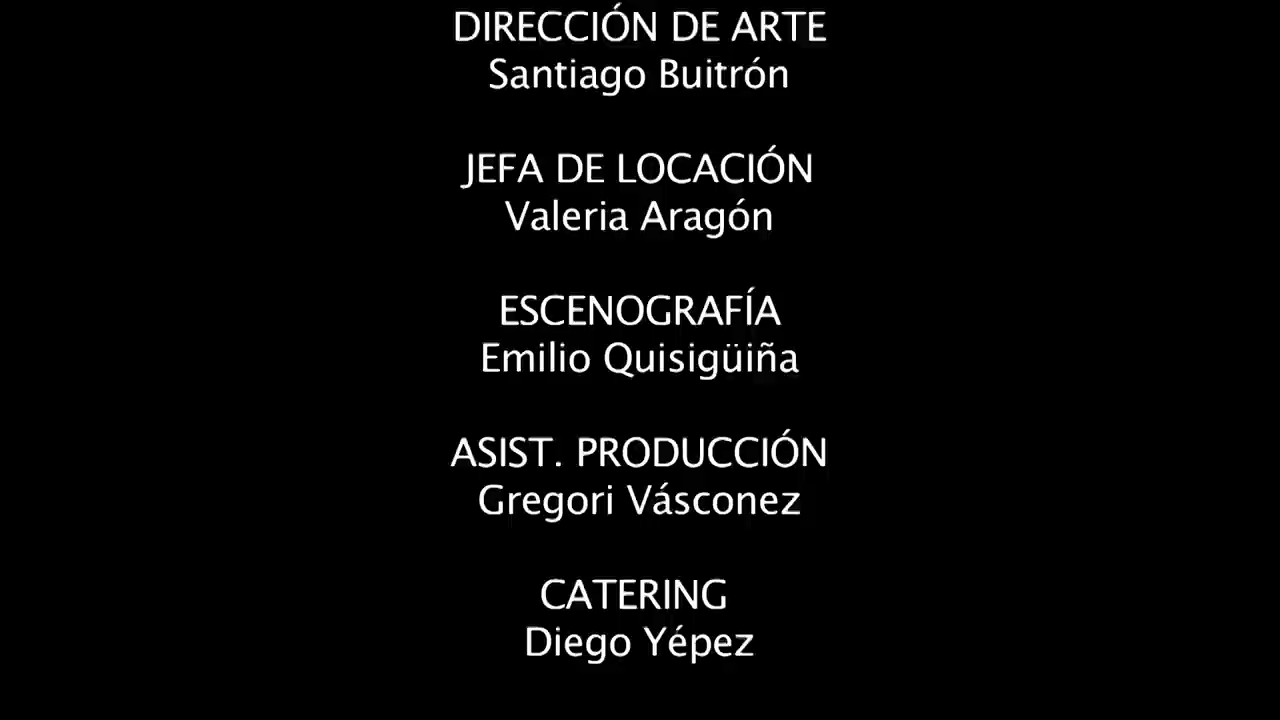 DIRECCIÓN DE ARTE
Santiago Buitrón
JEFA DE LOCACIÓN
Valeria Aragón
ESCENOGRAFÍA
Emilio Quisigüiña
ASIST. PRODUCCIÓN
Gregori Vásconez
CATERING
Diego Yépez